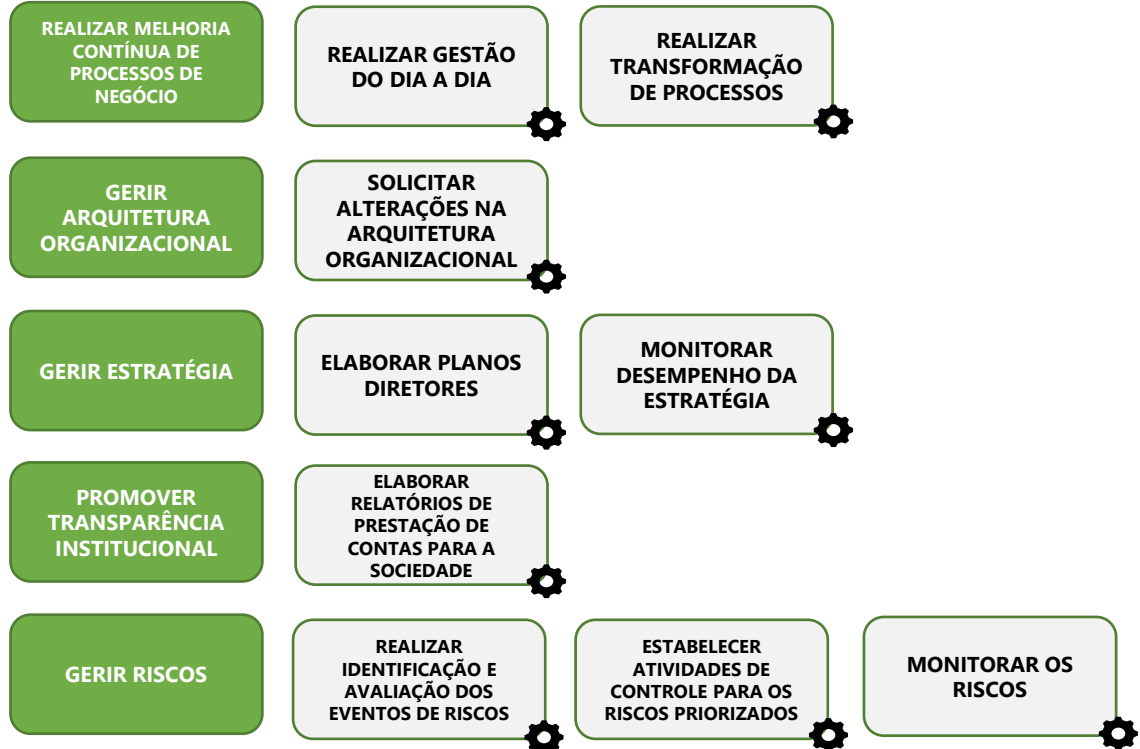 REALIZAR MELHORIA
CONTÍNUA DE
PROCESSOS DE
NEGÓCIO
REALIZAR GESTÃO
DO DIA A DIA
REALIZAR
TRANSFORMAÇÃO
DE PROCESSOS
GERIR
ARQUITETURA
ORGANIZACIONAL
SOLICITAR
ALTERAÇÕES NA
ARQUITETURA
ORGANIZACIONAL
GERIR ESTRATÉGIA
ELABORAR PLANOS
DIRETORES
MONITORAR
DESEMPENHO DA
ESTRATÉGIA
PROMOVER
TRANSPARÊNCIA
INSTITUCIONAL
ELABORAR
RELATÓRIOS DE
PRESTAÇÃO DE
CONTAS PARA A
SOCIEDADE
GERIR RISCOS
REALIZAR
IDENTIFICAÇÃO E
AVALIAÇÃO DOS
EVENTOS DE RISCOS
ESTABELECER
ATIVIDADES DE
CONTROLE PARA OS
RISCOS PRIORIZADOS
MONITORAR OS
RISCOS